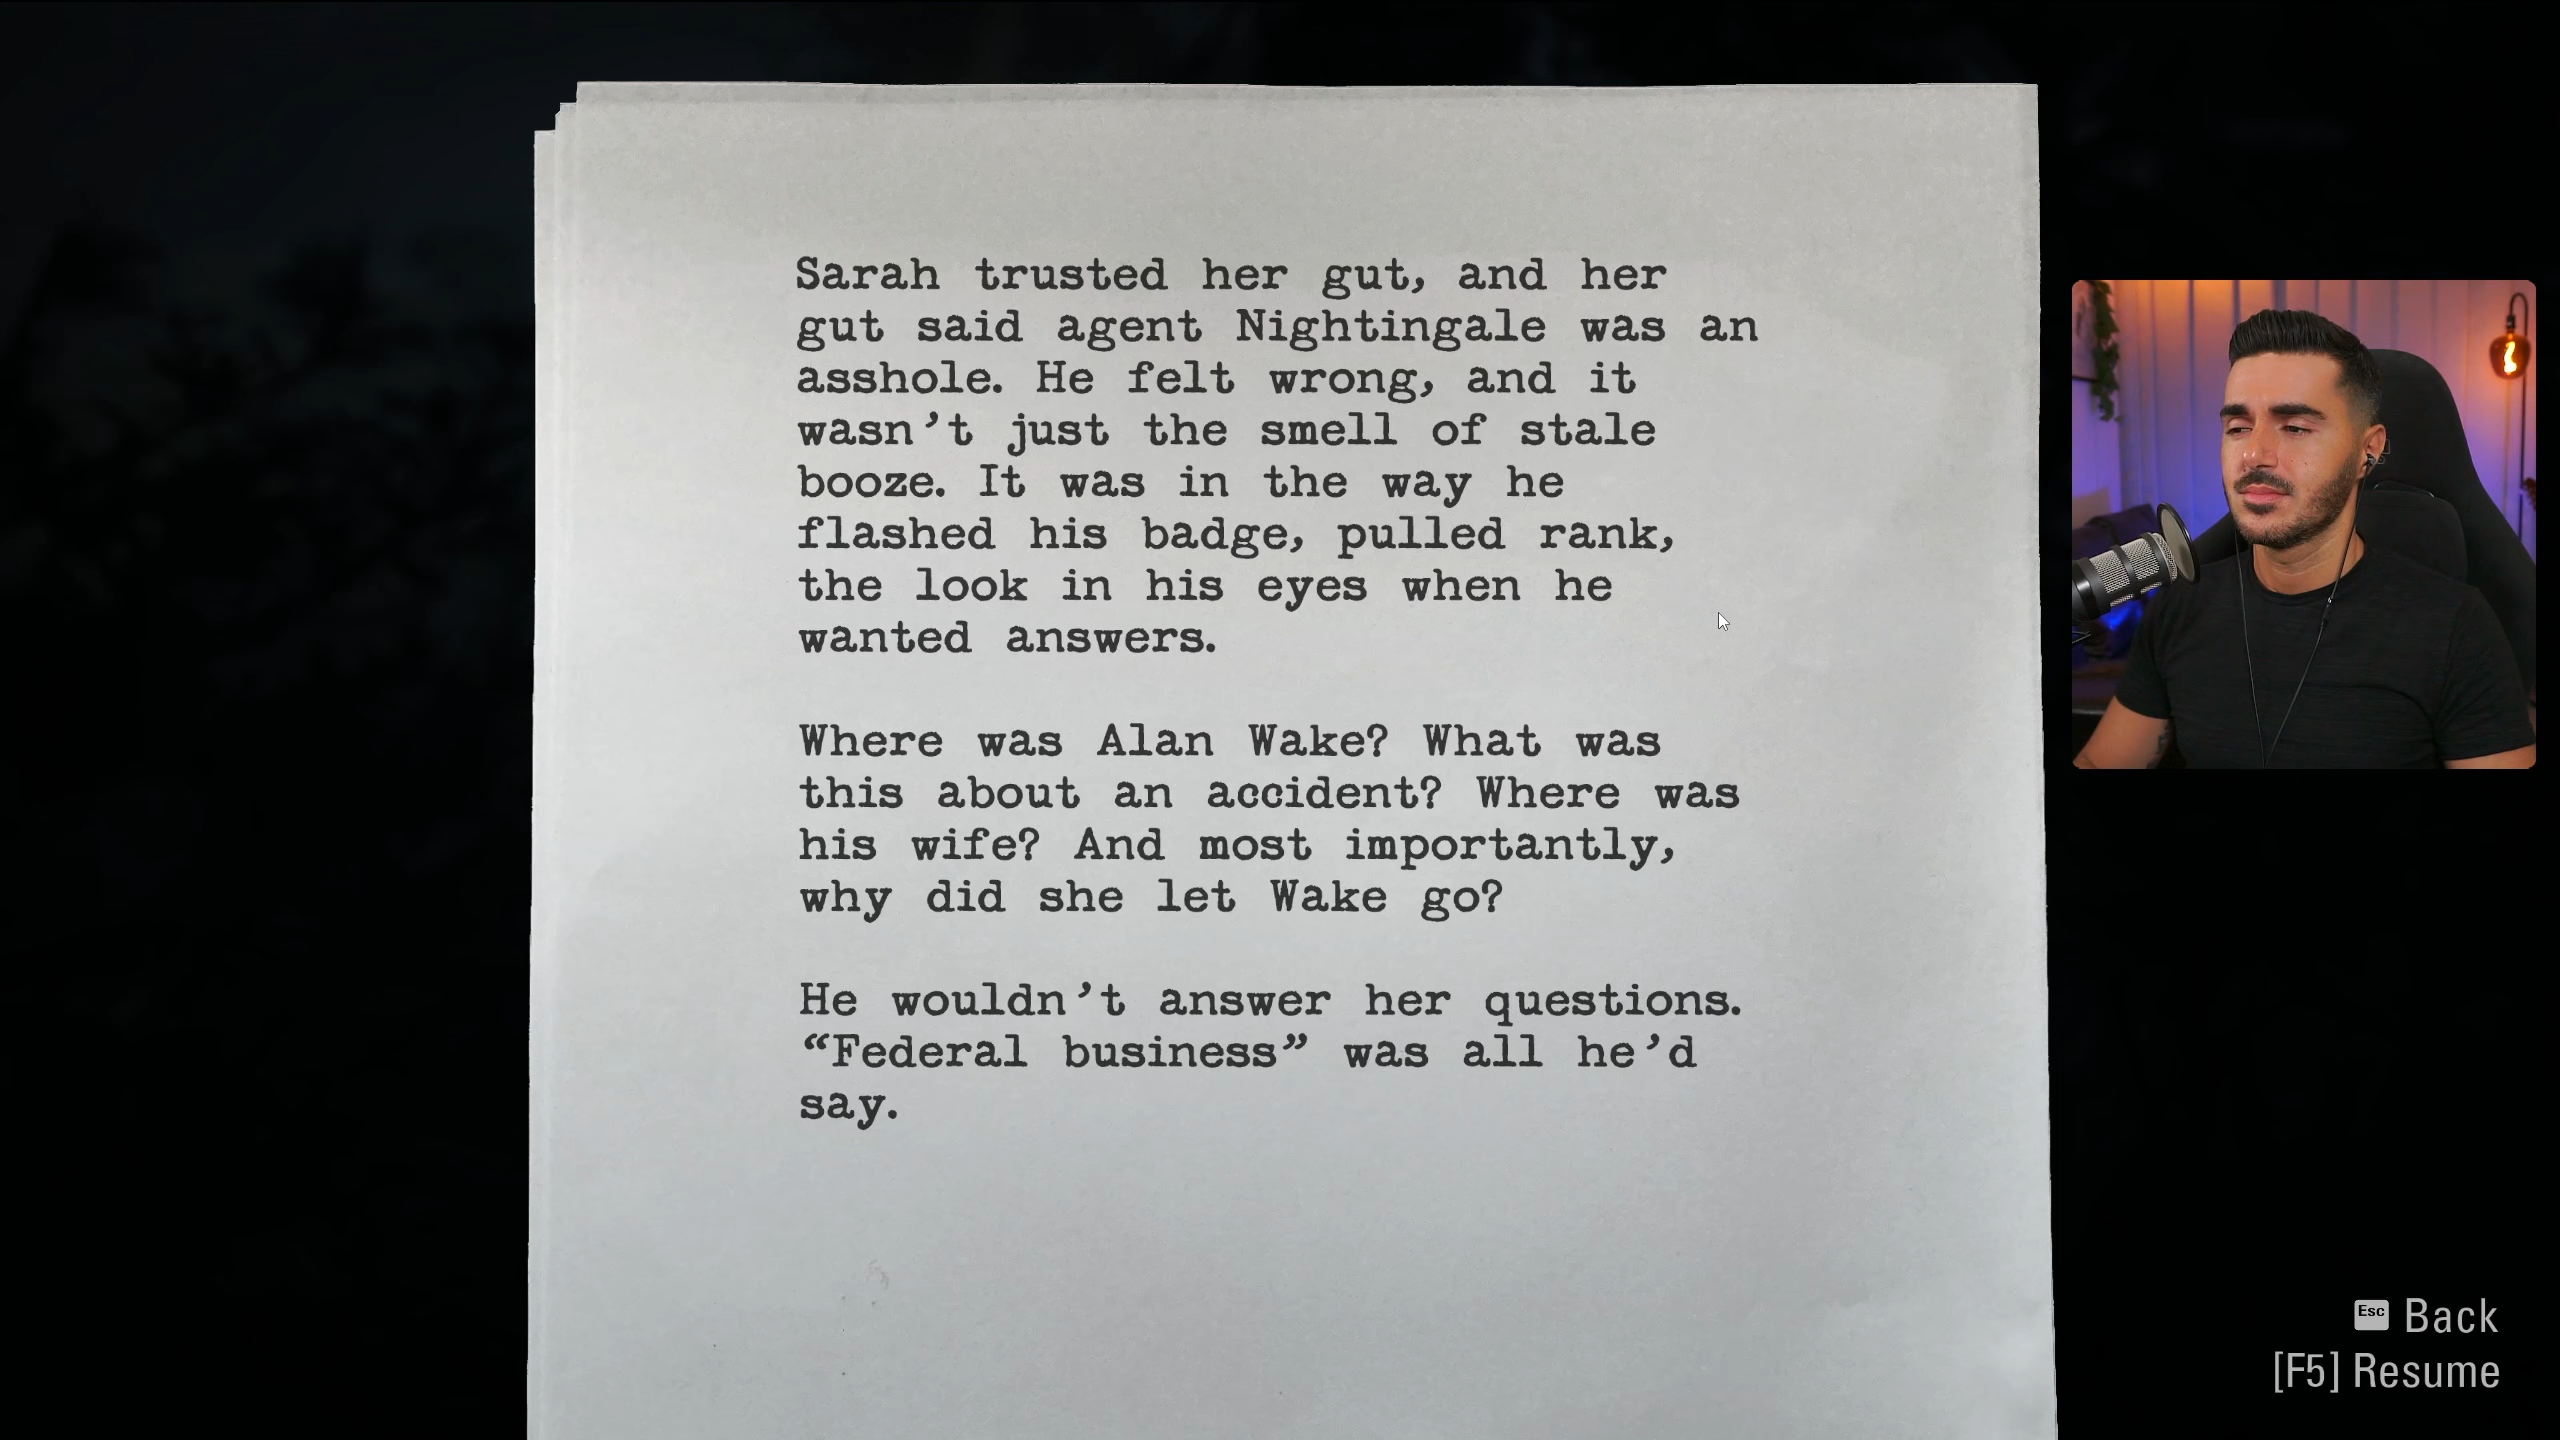 Sarah trusted her gut, and her
gut said agent Nightingale was an
asshole. He felt wrong, and it
wasn’t just the smell of stale
booze. It was in the way he
flashed his badge, pulled rank,
the look in his eyes when he
wanted answers.
Where was Alan Wake? What was
this about an accident? Where was
his wife? And most importantly,
why did she let Wake go?
He wouldn’t answer her questions.
“Federal business” was all he’d
say.
Esc Back
[F5] Resume